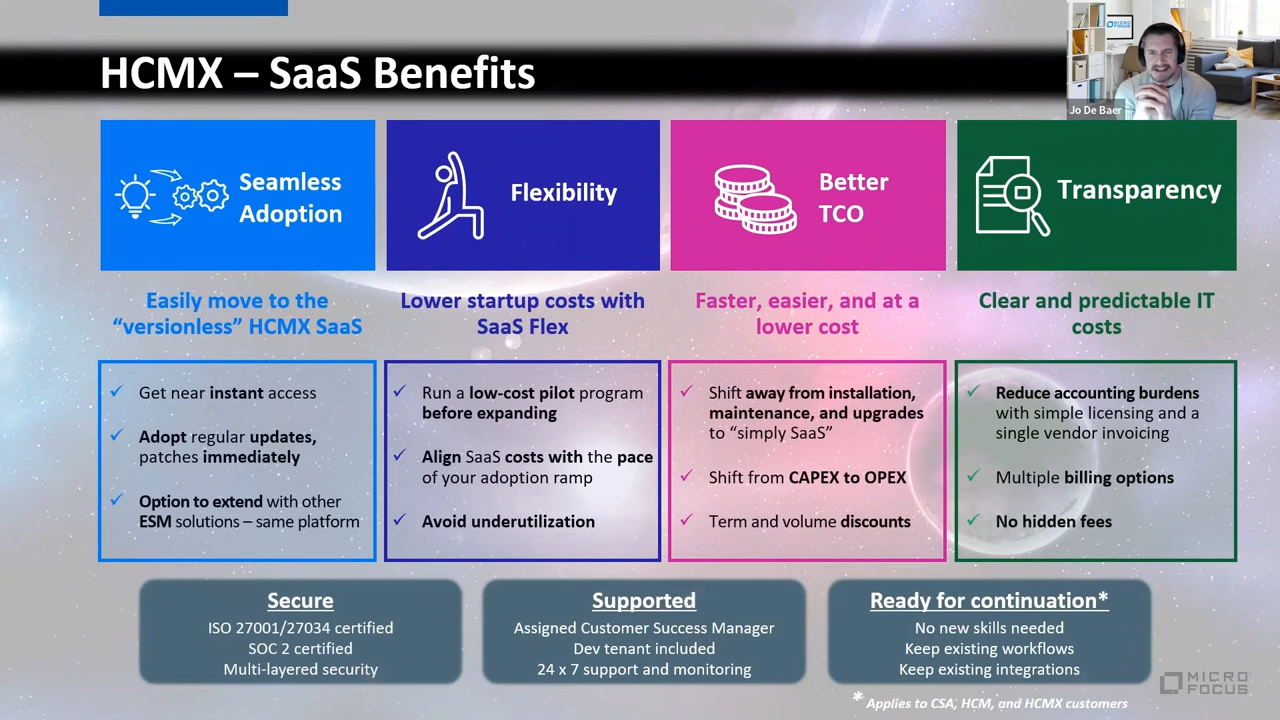 HCMX – SaaS Benefits
Jo De Baer
Seamless
Adoption
Easily move to the
“versionless” HCMX SaaS
Get near instant access
Adopt regular updates,
patches immediately
Option to extend with other
ESM solutions – same platform
Flexibility
Lower startup costs with
SaaS Flex
Run a low-cost pilot program
before expanding
Align SaaS costs with the pace
of your adoption ramp
Avoid underutilization
Better
TCO
Faster, easier, and at a
lower cost
Shift away from installation,
maintenance, and upgrades
to “simply SaaS”
Shift from CAPEX to OPEX
Term and volume discounts
Transparency
Clear and predictable IT
costs
Reduce accounting burdens
with simple licensing and a
single vendor invoicing
Multiple billing options
No hidden fees
Secure
ISO 27001/27034 certified
SOC 2 certified
Multi-layered security
Supported
Assigned Customer Success Manager
Dev tenant included
24 x 7 support and monitoring
Ready for continuation*
No new skills needed
Keep existing workflows
Keep existing integrations
* Applies to CSA, HCM, and HCMX customers
MICRO
FOCUS